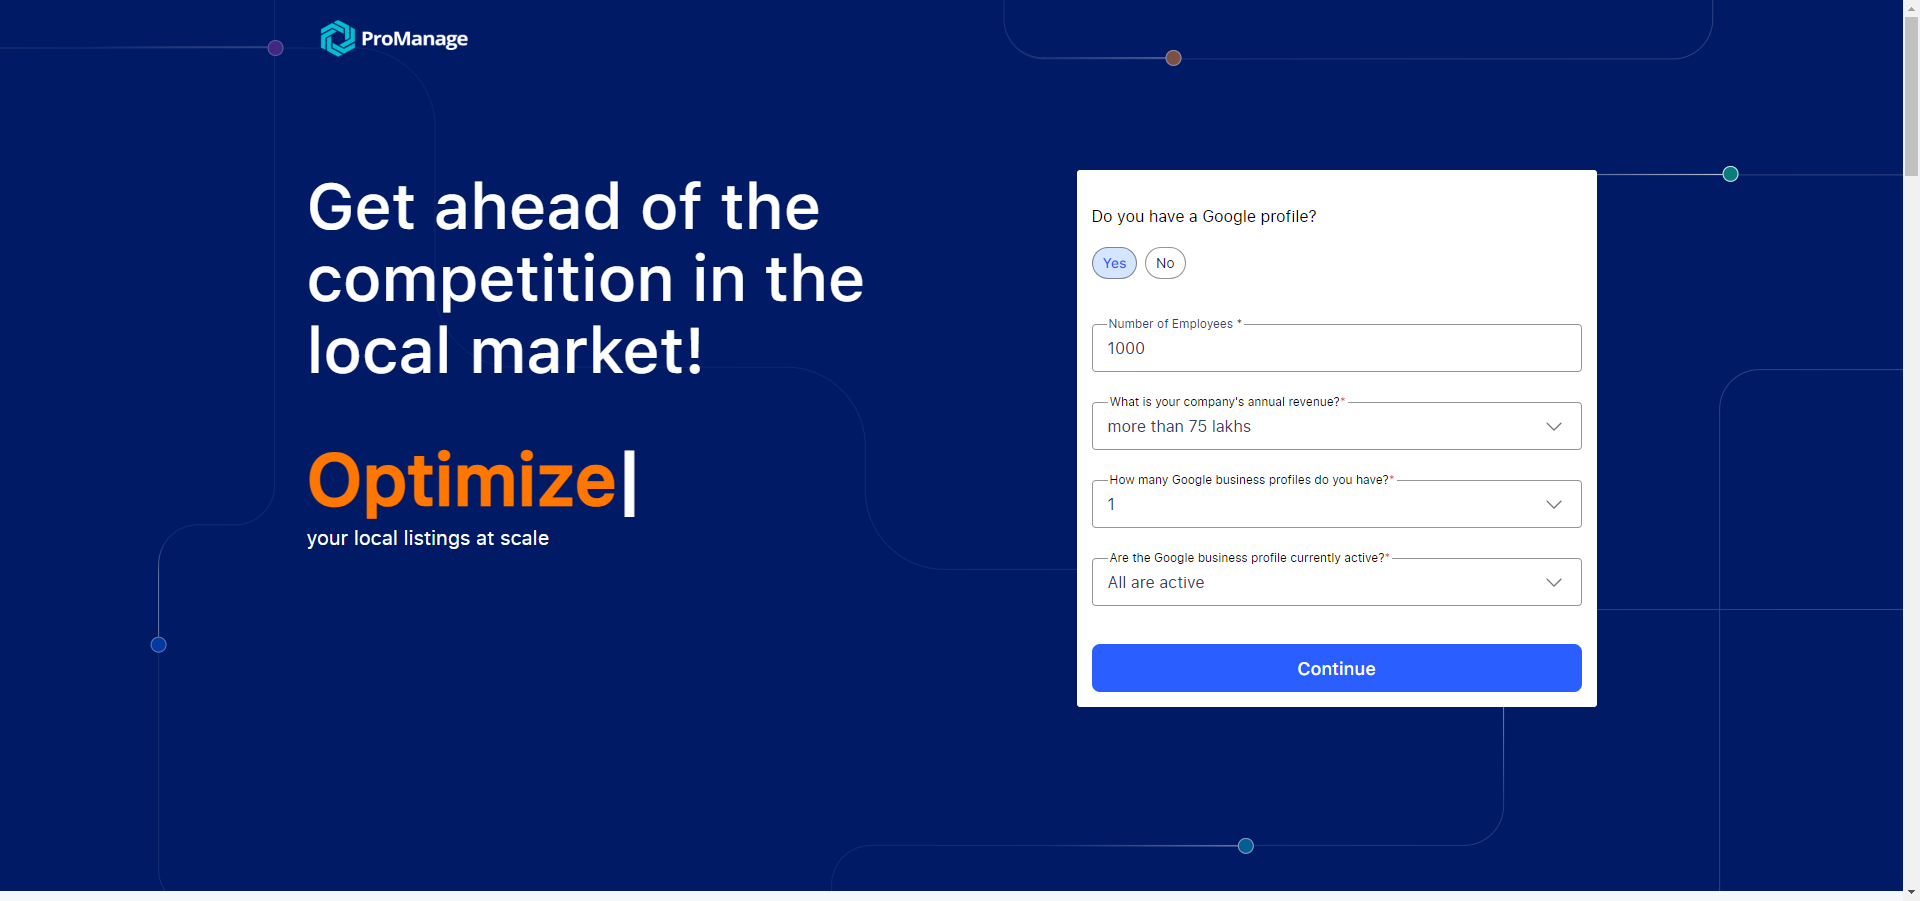 ProManage
Get ahead of the
competition in the
local market!
Optimize
your local listings at scale
Do you have a Google profile?
Yes No
Number of Employees *
1000
What is your company's annual revenue?*
more than 75 lakhs
How many Google business profiles do you have?*
1
Are the Google business profile currently active?*
All are active
Continue